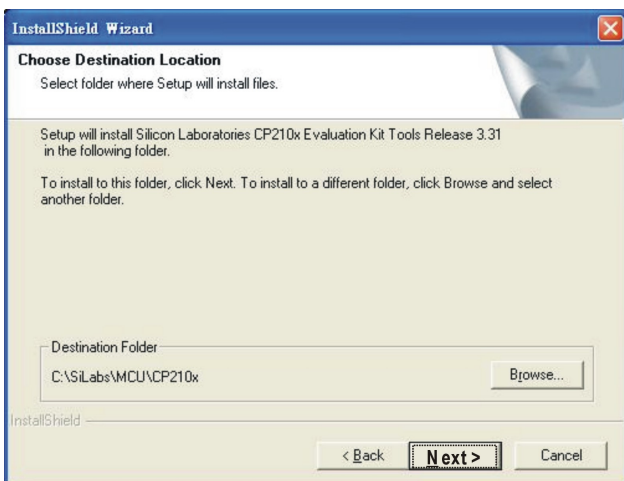 InstallShield Wizard
Choose Destination Location
Select folder where Setup will install files.
Setup will install Silicon Laboratories CP210x Evaluation Kit Tools Release 3.31
in the following folder.
To install to this folder, click Next. To install to a different folder, click Browse and select
another folder.
Destination Folder
C:\SiLabs\MCU\CP210x
Browse...
InstallShield
< Back
Next >
Cancel